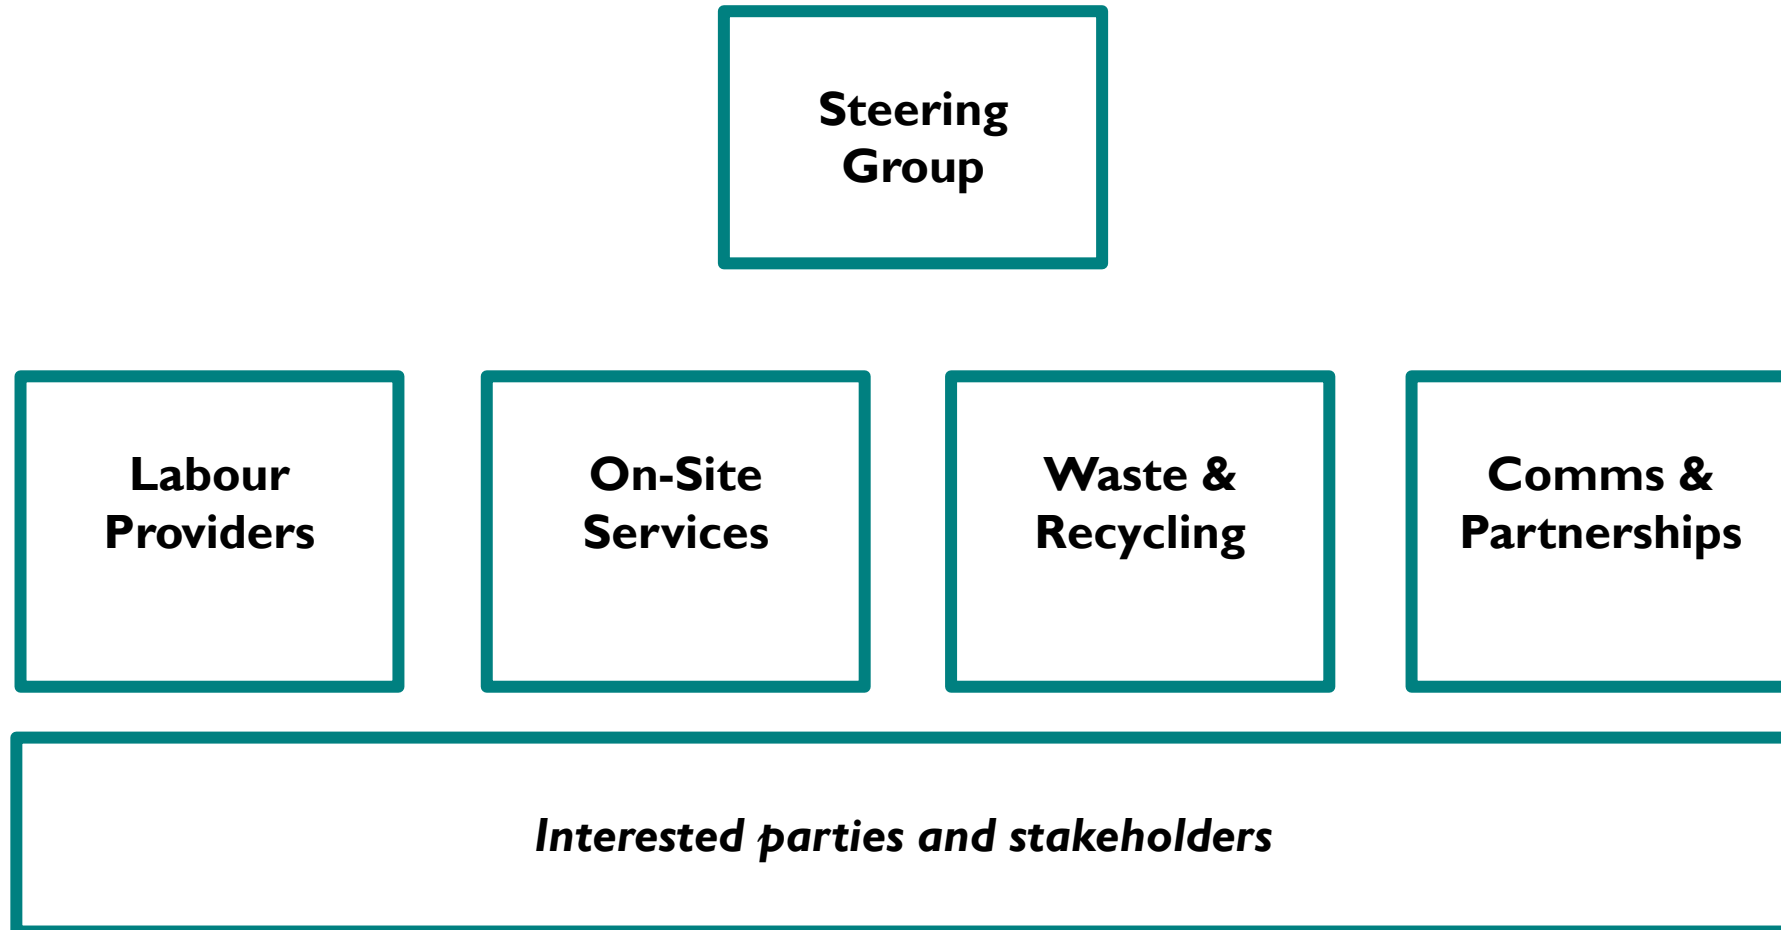 Steering
Group
Labour
Providers
On-Site
Services
Waste &
Recycling
Comms &
Partnerships
Interested parties and stakeholders